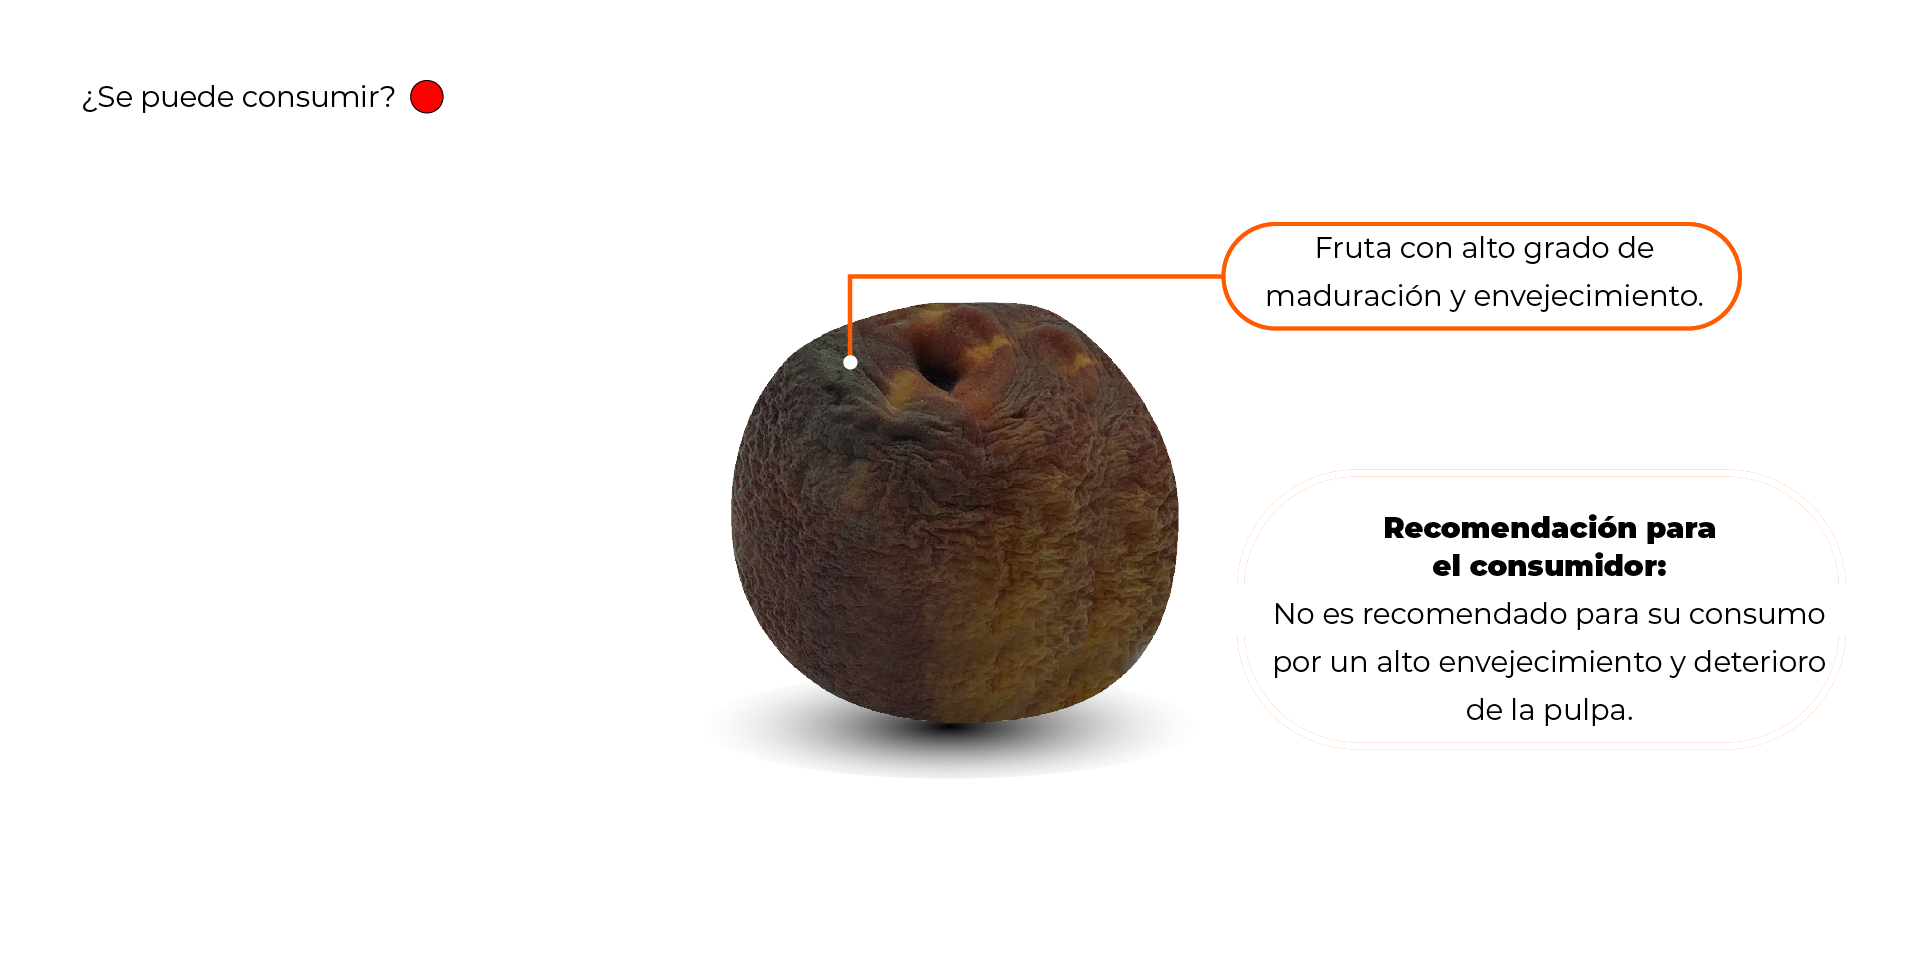 ¿Se puede consumir?
Fruta con alto grado de
maduración y envejecimiento.
Recomendación para
el consumidor:
No es recomendado para su consumo
por un alto envejecimiento y deterioro
de la pulpa.